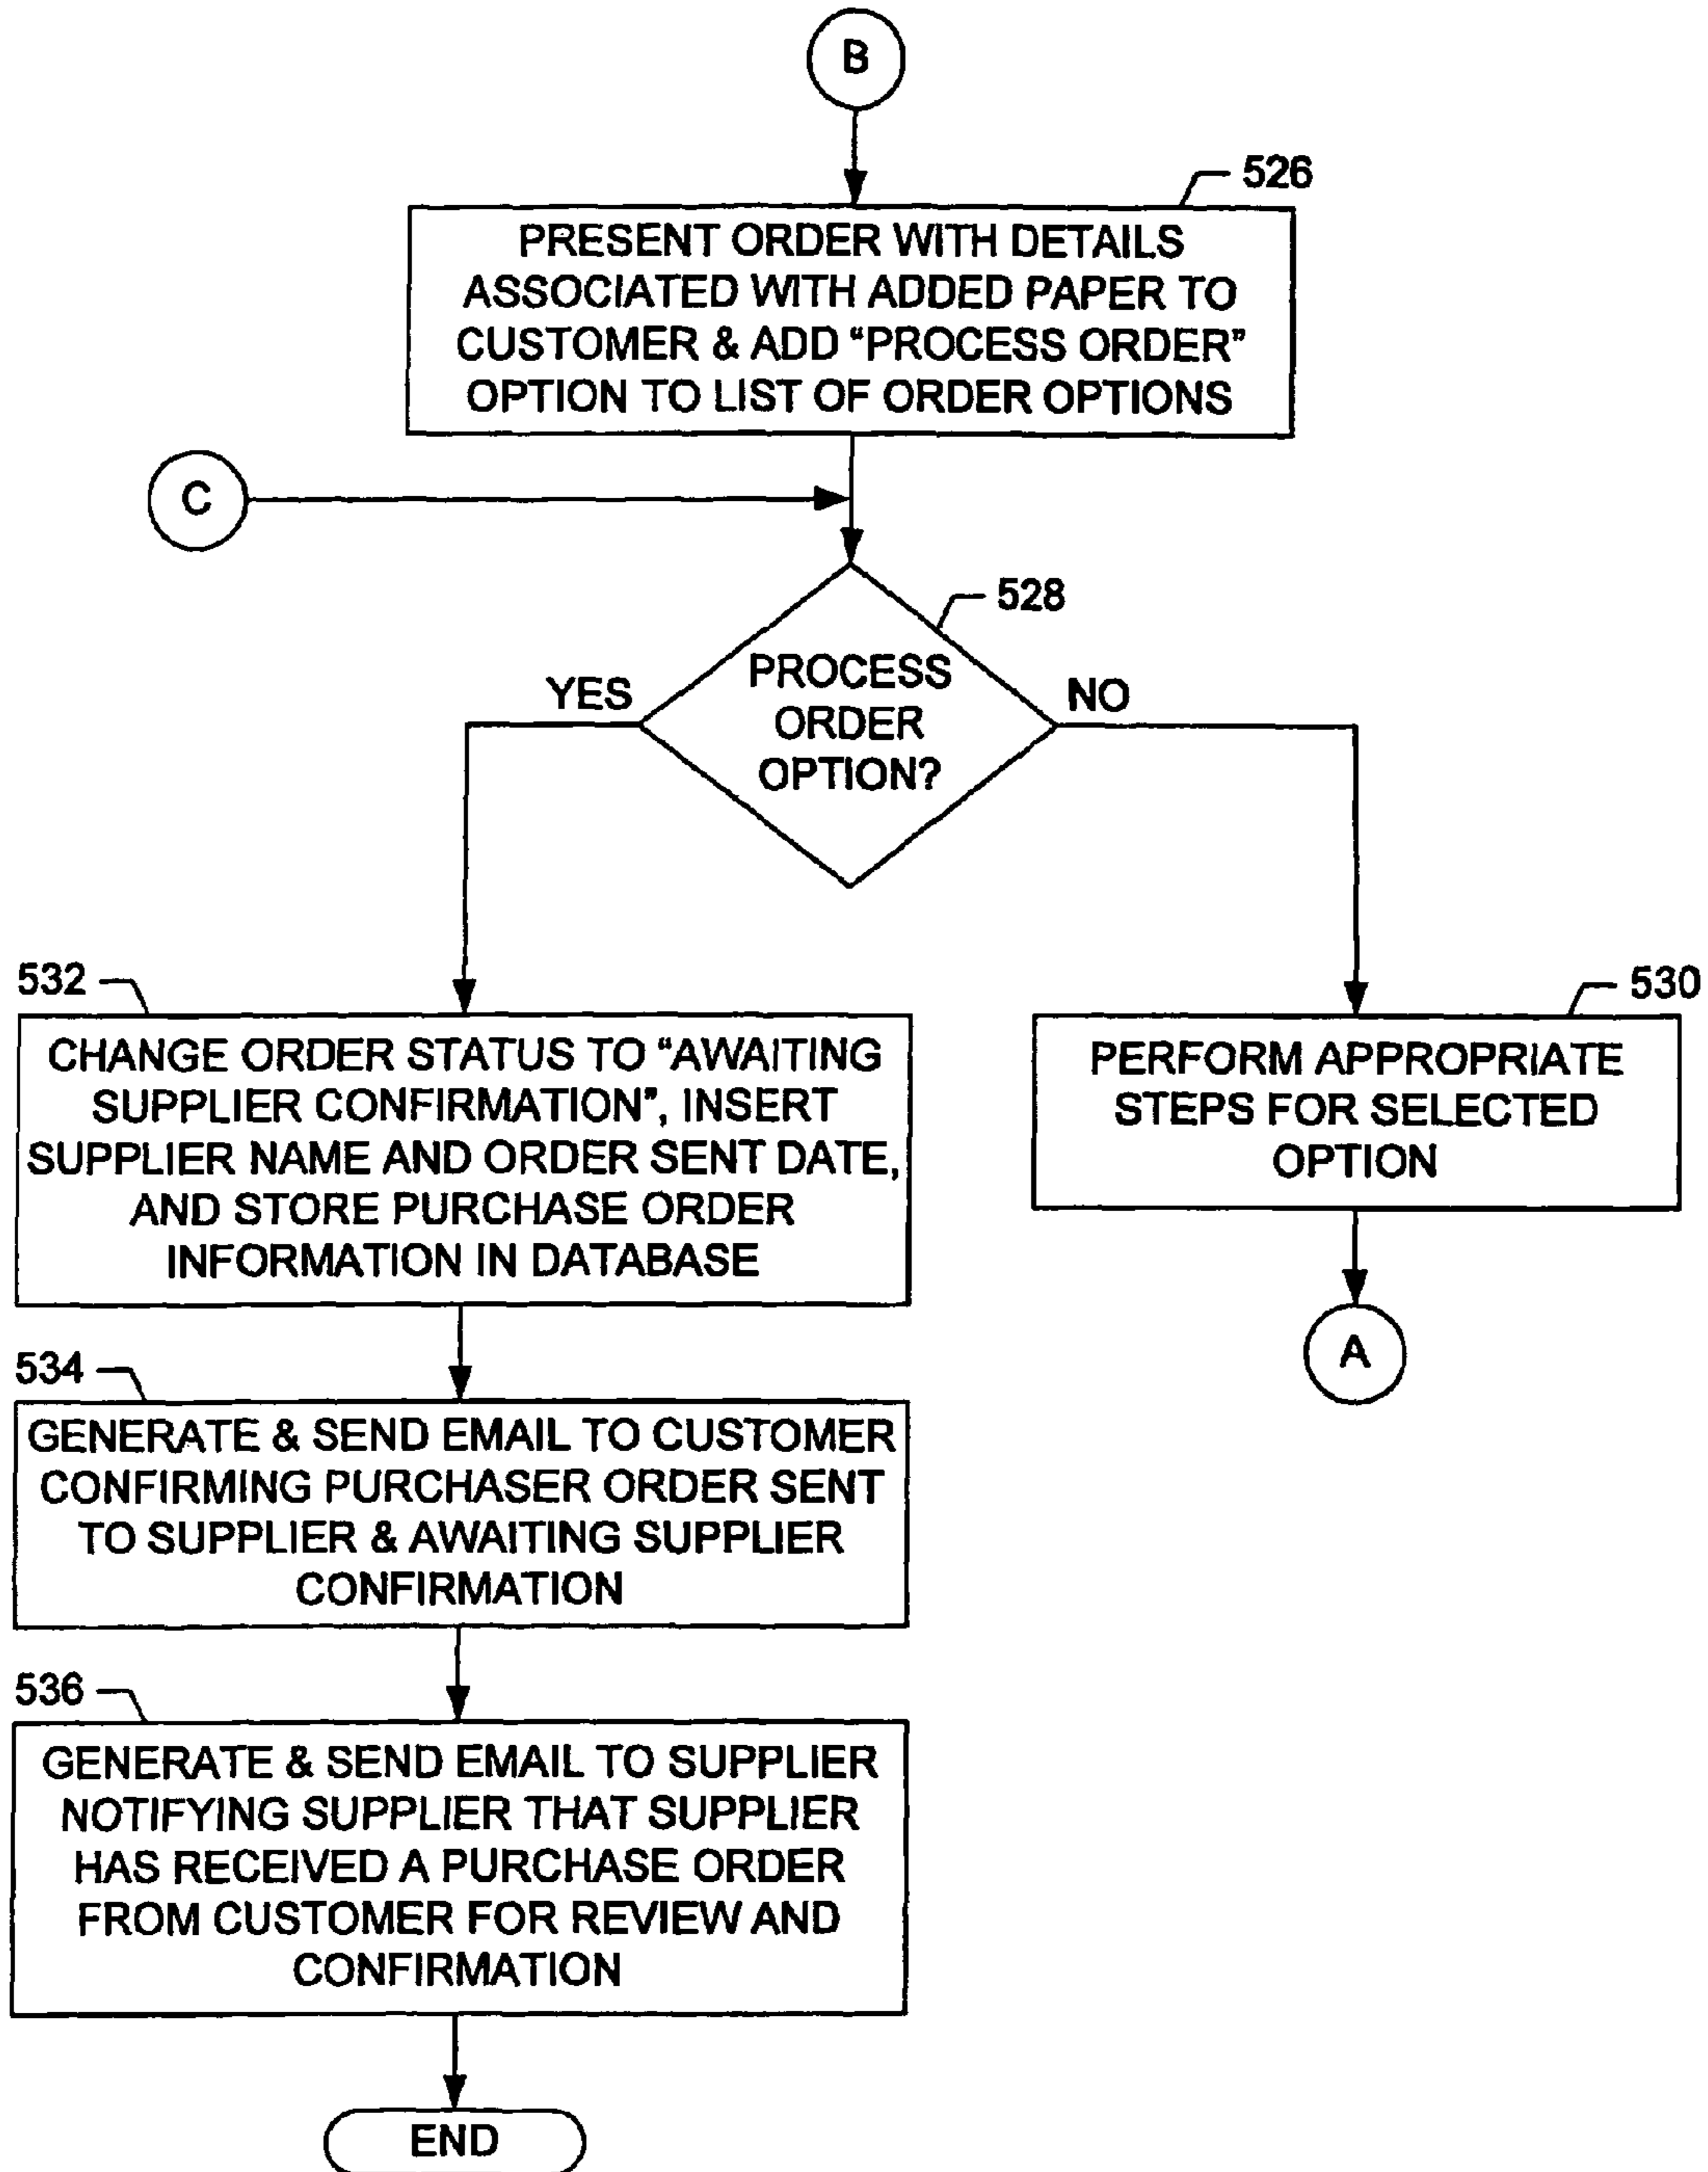 B
526
PRESENT ORDER WITH DETAILS
ASSOCIATED WITH ADDED PAPER TO
CUSTOMER & ADD “PROCESS ORDER”
OPTION TO LIST OF ORDER OPTIONS
C
528
PROCESS
ORDER
OPTION?
YES
NO
532
CHANGE ORDER STATUS TO “AWAITING
SUPPLIER CONFIRMATION”, INSERT
SUPPLIER NAME AND ORDER SENT DATE,
AND STORE PURCHASE ORDER
INFORMATION IN DATABASE
530
PERFORM APPROPRIATE
STEPS FOR SELECTED
OPTION
A
534
GENERATE & SEND EMAIL TO CUSTOMER
CONFIRMING PURCHASER ORDER SENT
TO SUPPLIER & AWAITING SUPPLIER
CONFIRMATION
536
GENERATE & SEND EMAIL TO SUPPLIER
NOTIFYING SUPPLIER THAT SUPPLIER
HAS RECEIVED A PURCHASE ORDER
FROM CUSTOMER FOR REVIEW AND
CONFIRMATION
END